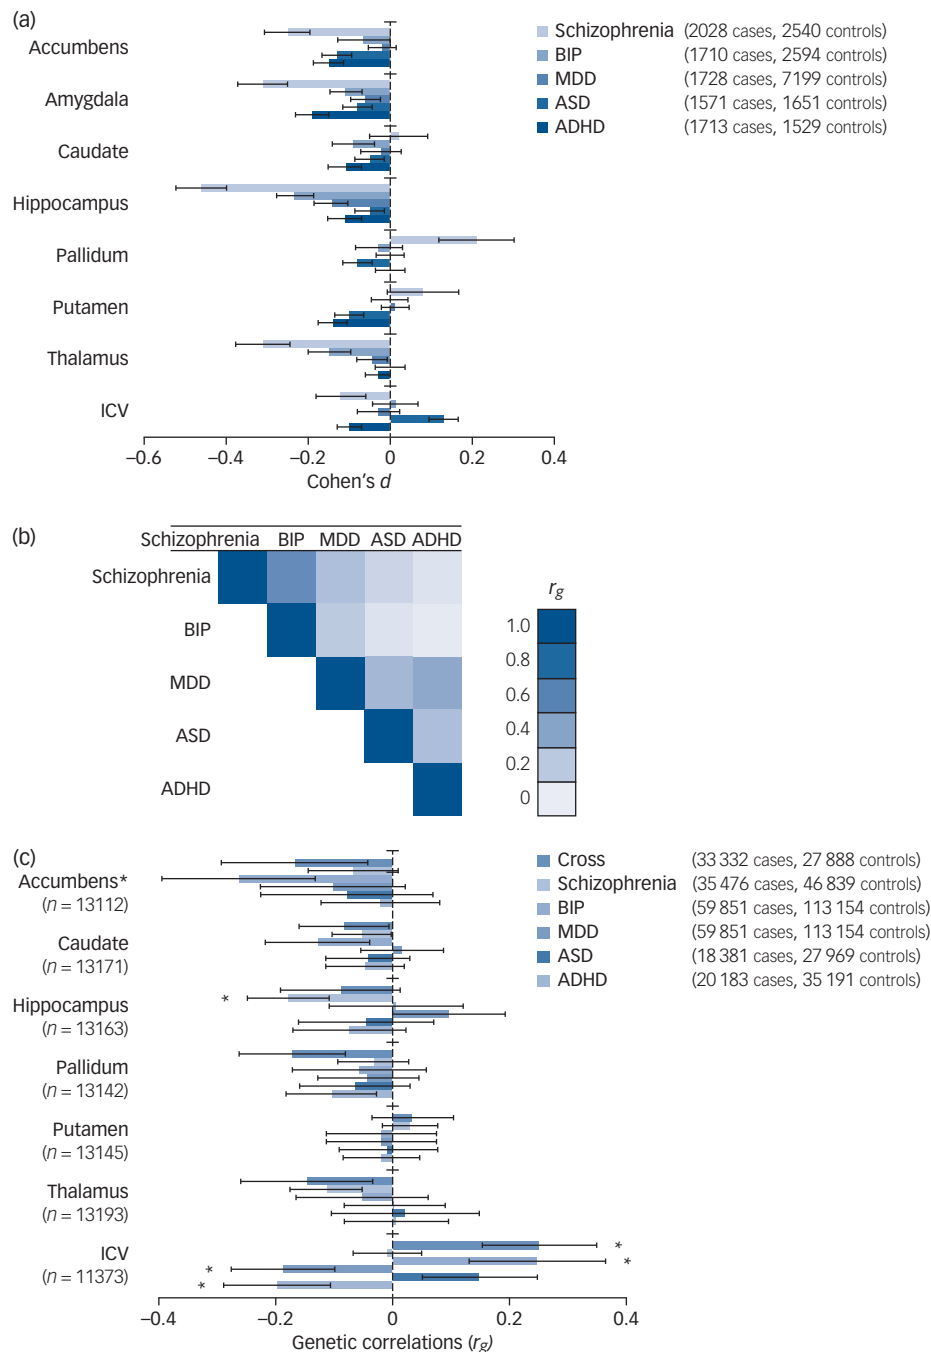 (a)
Accumbens
Amygdala
Caudate
Hippocampus
Pallidum
Putamen
Thalamus
ICV
−0.6 −0.4 −0.2 0 0.2 0.4
Cohen's d
Schizophrenia (2028 cases, 2540 controls)
BIP (1710 cases, 2594 controls)
MDD (1728 cases, 7199 controls)
ASD (1571 cases, 1651 controls)
ADHD (1713 cases, 1529 controls)
(b)
Schizophrenia BIP MDD ASD ADHD
Schizophrenia
BIP
MDD
ASD
ADHD
rg
1.0
0.8
0.6
0.4
0.2
0
(c)
Accumbens*
(n = 13112)
Caudate
(n = 13171)
*
Hippocampus
(n = 13163)
Pallidum
(n = 13142)
Putamen
(n = 13145)
Thalamus
(n = 13193)
ICV
(n = 11373)
*
*
*
*
−0.4 −0.2 0 0.2 0.4
Genetic correlations (rg)
Cross (33 332 cases, 27 888 controls)
Schizophrenia (35 476 cases, 46 839 controls)
BIP (59 851 cases, 113 154 controls)
MDD (59 851 cases, 113 154 controls)
ASD (18 381 cases, 27 969 controls)
ADHD (20 183 cases, 35 191 controls)